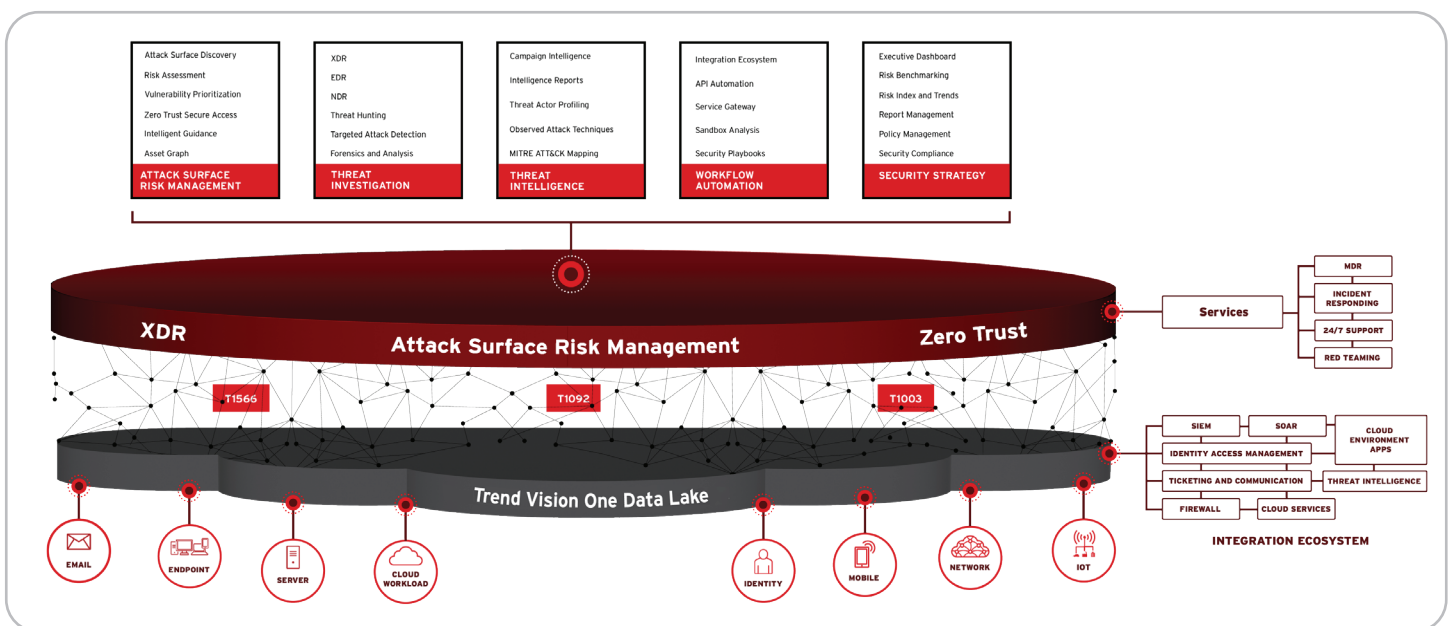 Attack Surface Discovery
Risk Assessment
Vulnerability Prioritization
Zero Trust Secure Access
Intelligent Guidance
Asset Graph
ATTACK SURFACE
RISK MANAGEMENT
XDR
EDR
NDR
Threat Hunting
Targeted Attack Detection
Forensics and Analysis
THREAT
INVESTIGATION
Campaign Intelligence
Intelligence Reports
Threat Actor Profiling
Observed Attack Techniques
MITRE ATT&CK Mapping
THREAT
INTELLIGENCE
Integration Ecosystem
API Automation
Service Gateway
Sandbox Analysis
Security Playbooks
WORKFLOW
AUTOMATION
Executive Dashboard
Risk Benchmarking
Risk Index and Trends
Report Management
Policy Management
Security Compliance
SECURITY STRATEGY
XDR
Attack Surface Risk Management
Zero Trust
Services
MDR
INCIDENT
RESPONDING
24/7 SUPPORT
RED TEAMING
T1566
T1092
T1003
Trend Vision One Data Lake
SIEM
SOAR
CLOUD
ENVIRONMENT
APPS
IDENTITY ACCESS MANAGEMENT
TICKETING AND COMMUNICATION
THREAT INTELLIGENCE
FIREWALL
CLOUD SERVICES
INTEGRATION ECOSYSTEM
EMAIL
ENDPOINT
SERVER
CLOUD
WORKLOAD
IDENTITY
MOBILE
NETWORK
IOT